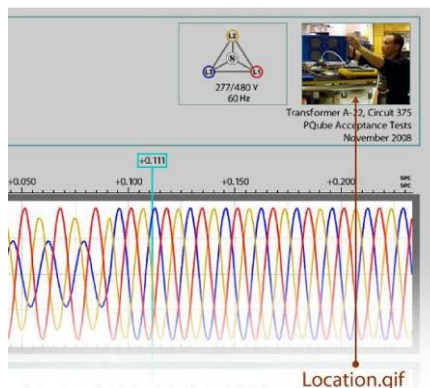 L2
N
L3
L1
277/480 V
60 Hz
Transformer A-22, Circuit 375
PQube Acceptance Tests
November 2008
+0.111
+0.050
+0.100
+0.150
+0.200
sec
sec
Location.gif